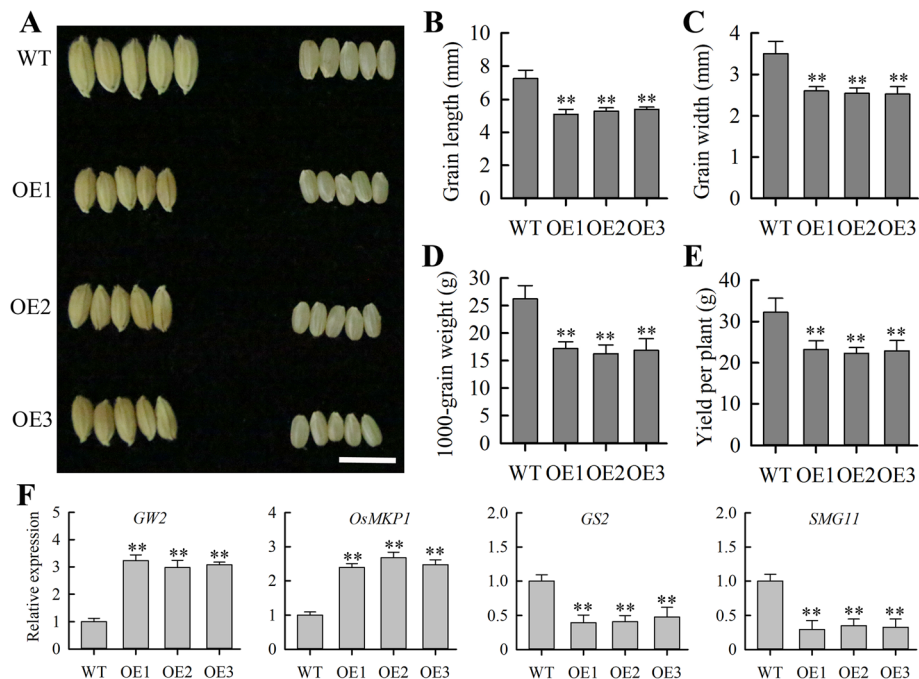 A
WT
OE1
OE2
OE3
B
Grain length (mm)
10
8
6
4
2
0
** ** **
WT OE1 OE2 OE3
C
Grain width (mm)
4
3
2
1
0
** ** **
WT OE1 OE2 OE3
D
1000-grain weight (g)
30
25
20
15
10
5
0
** ** **
WT OE1 OE2 OE3
E
Yield per plant (g)
40
30
20
10
0
** ** **
WT OE1 OE2 OE3
F
Relative expression
GW2
5
4
3
2
1
0
** ** **
WT OE1 OE2 OE3
OsMKP1
4
3
2
1
0
** ** **
WT OE1 OE2 OE3
GS2
2.0
1.5
1.0
0.5
0
** ** **
WT OE1 OE2 OE3
SMG11
2.0
1.5
1.0
0.5
0
** ** **
WT OE1 OE2 OE3